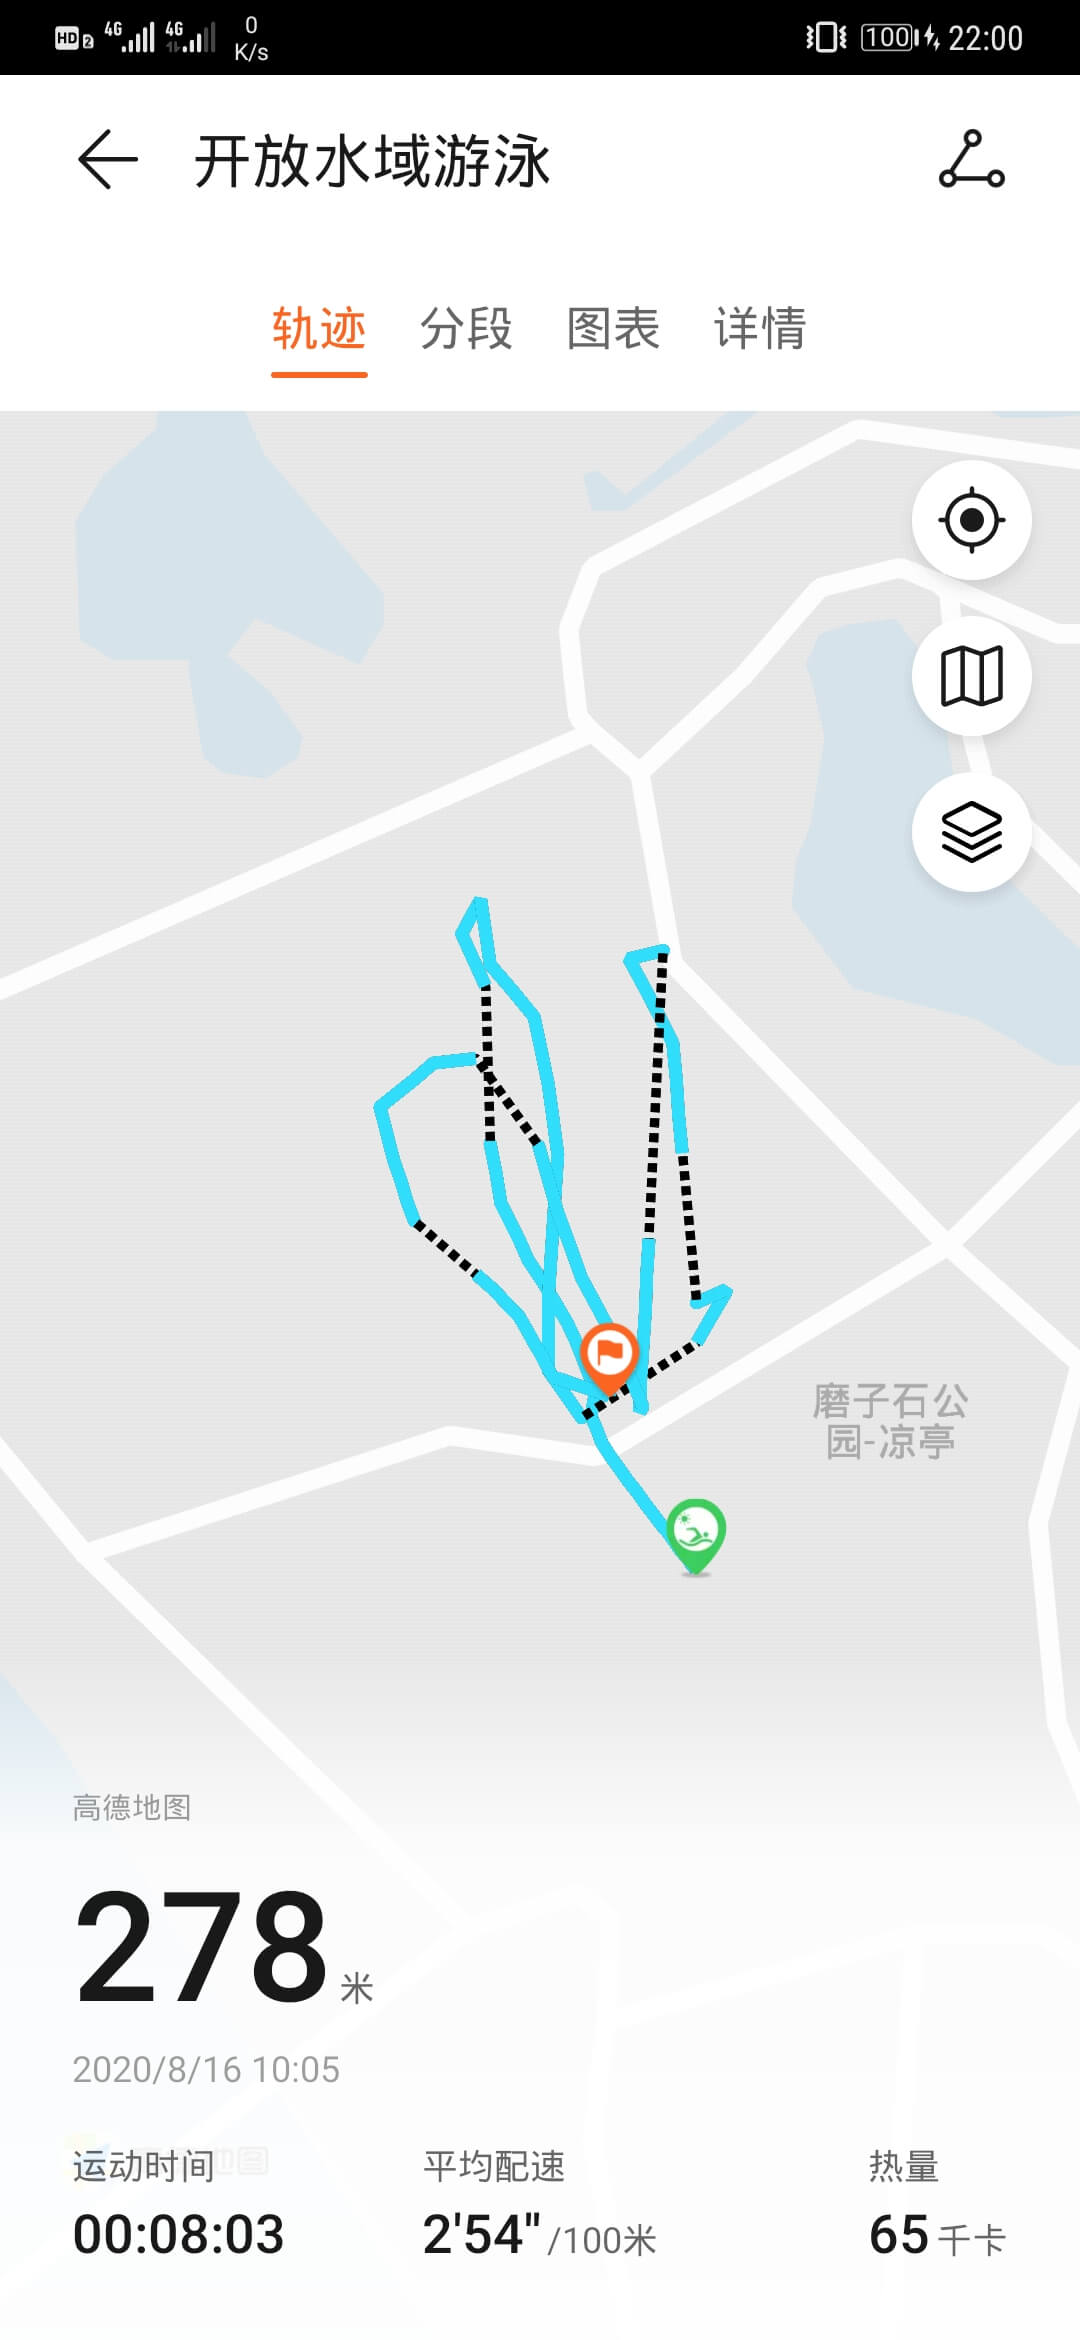 HD 2 4G 4G 0 K/s 100 22:00
开放水域游泳
轨迹 分段 图表 详情
磨子石公
园-凉亭
高德地图
278 米
2020/8/16 10:05
运动时间 平均配速 热量
00:08:03 2'54" /100米 65 千卡